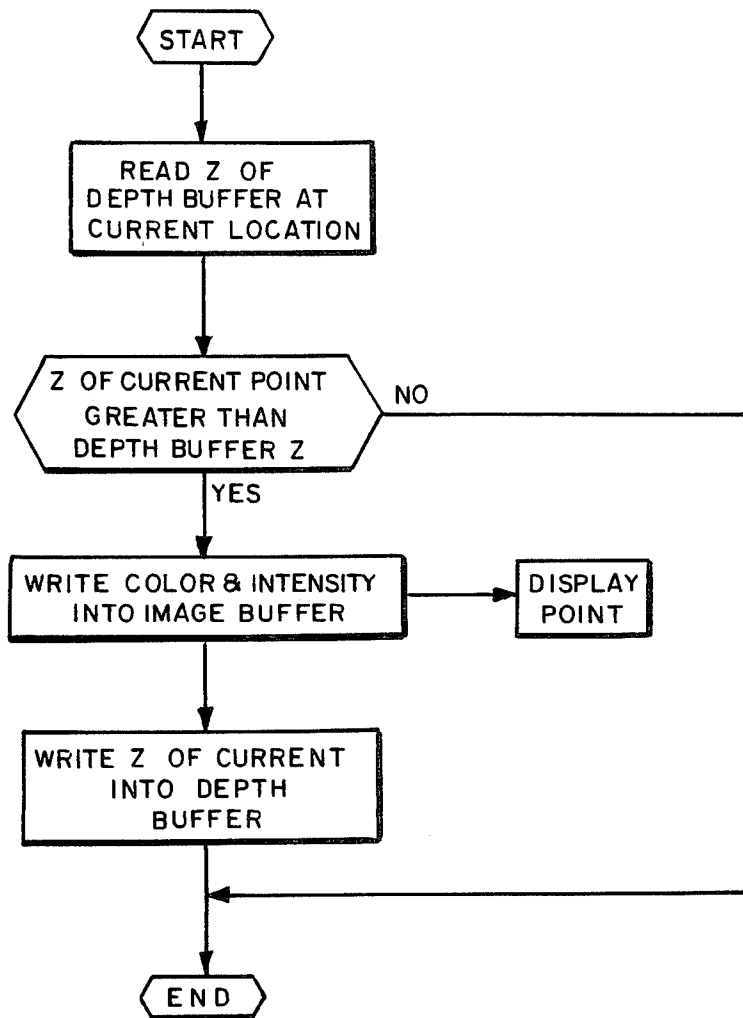 START
READ Z OF
DEPTH BUFFER AT
CURRENT LOCATION
Z OF CURRENT POINT
GREATER THAN
DEPTH BUFFER Z
NO
YES
WRITE COLOR & INTENSITY
INTO IMAGE BUFFER
DISPLAY
POINT
WRITE Z OF CURRENT
INTO DEPTH
BUFFER
END